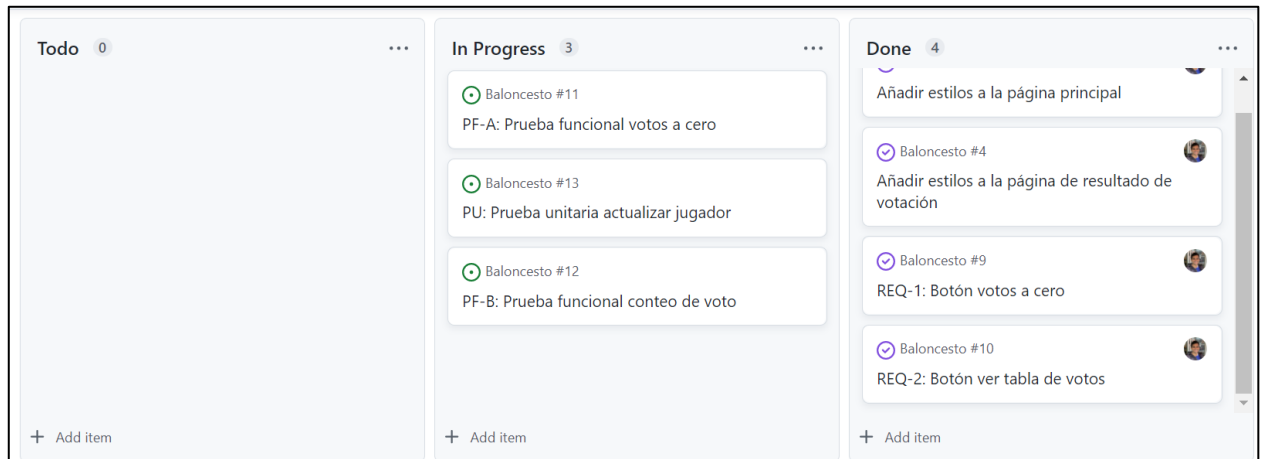 Todo 0
Add item
In Progress 3
Baloncesto #11
PF-A: Prueba funcional votos a cero
Baloncesto #13
PU: Prueba unitaria actualizar jugador
Baloncesto #12
PF-B: Prueba funcional conteo de voto
Add item
Done 4
Añadir estilos a la página principal
Baloncesto #4
Añadir estilos a la página de resultado de
votación
Baloncesto #9
REQ-1: Botón votos a cero
Baloncesto #10
REQ-2: Botón ver tabla de votos
Add item